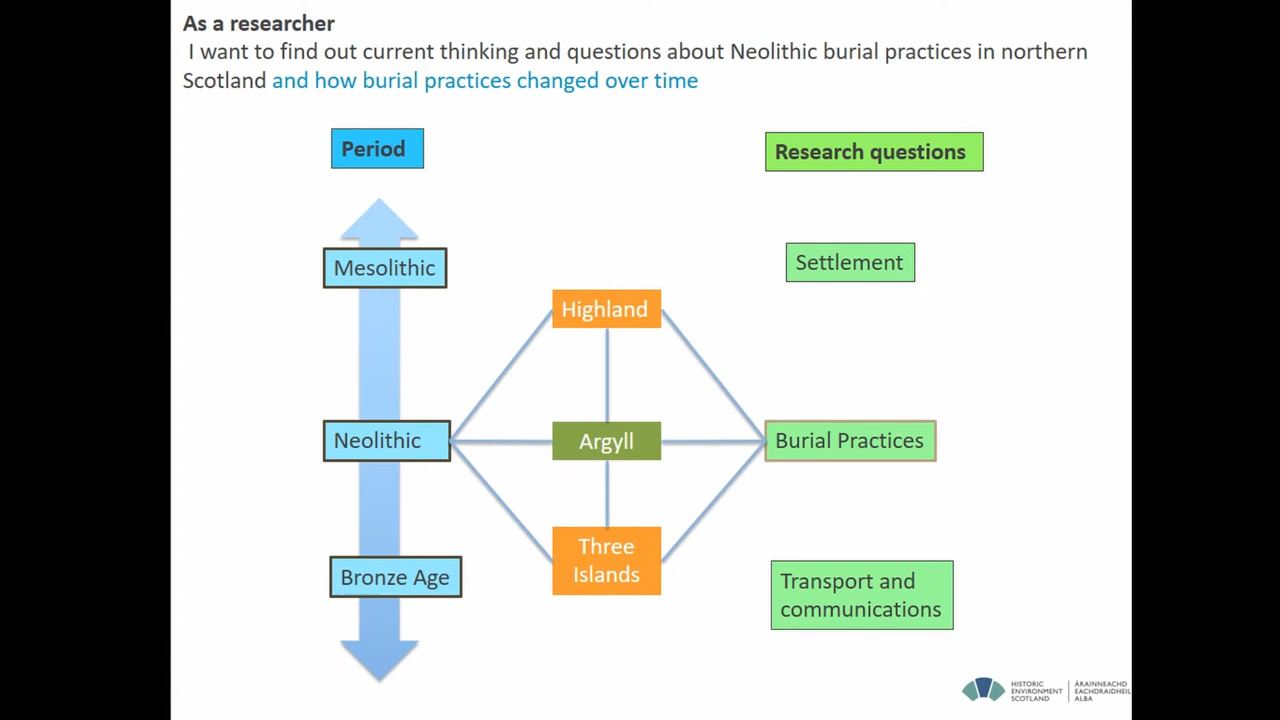 As a researcher
I want to find out current thinking and questions about Neolithic burial practices in northern
Scotland and how burial practices changed over time
Period
Research questions
Mesolithic
Settlement
Highland
Neolithic
Argyll
Burial Practices
Three
Islands
Bronze Age
Transport and
communications
HISTORIC
ENVIRONMENT
SCOTLAND
ÀRAINNEACHD
EACHDRAIDHEIL
ALBA